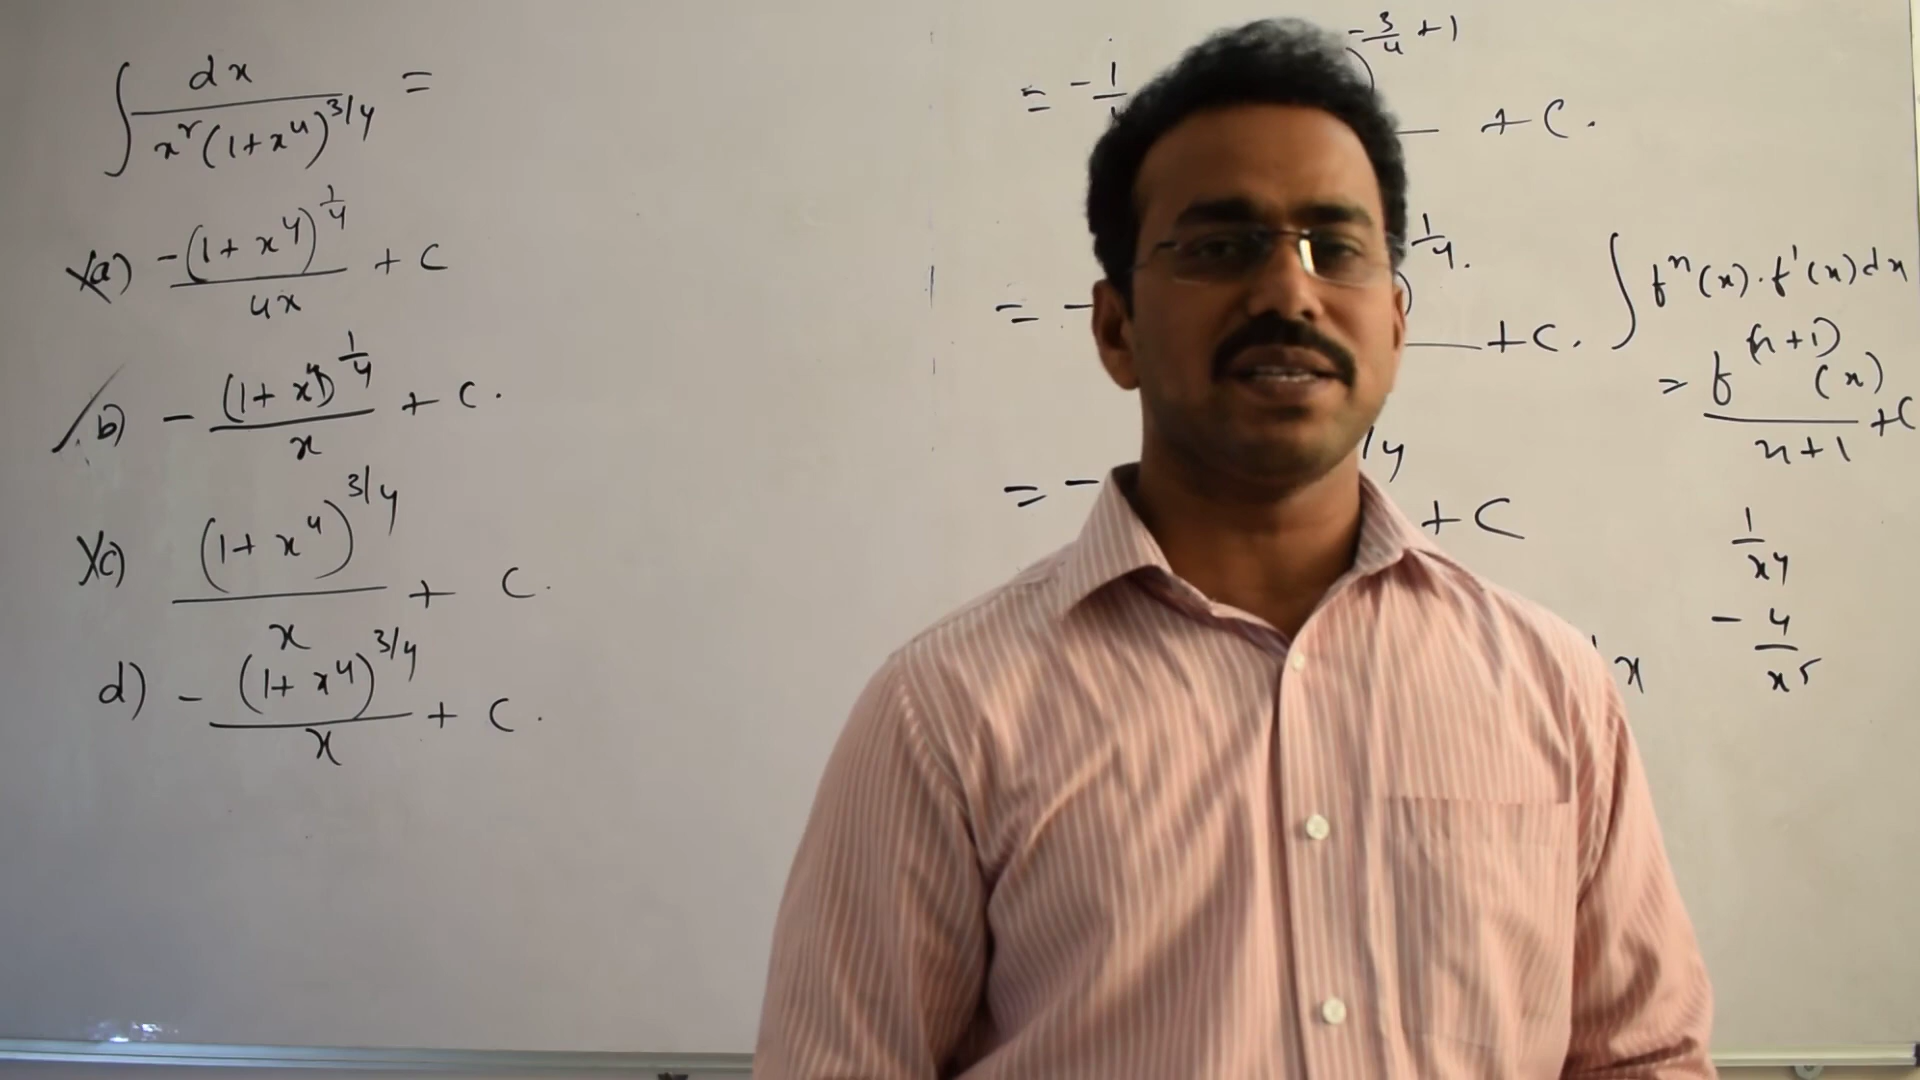 ∫ dx / x²(1+x⁴)^3/4 =
a) -(1+x⁴)^1/4 / 4x + C
b) - (1+x⁴)^1/4 / x + C.
c) (1+x⁴)^3/4 / x + C.
d) - (1+x⁴)^3/4 / x + C.
= -1/ -3/4 +1
+ C.
= - 1/4.
+ C.
= - /4
+ C
∫ fⁿ(x).f'(x)dx
= f^(n+1) (x) / n+1 + C
1/x⁴
- 4/x⁵
x